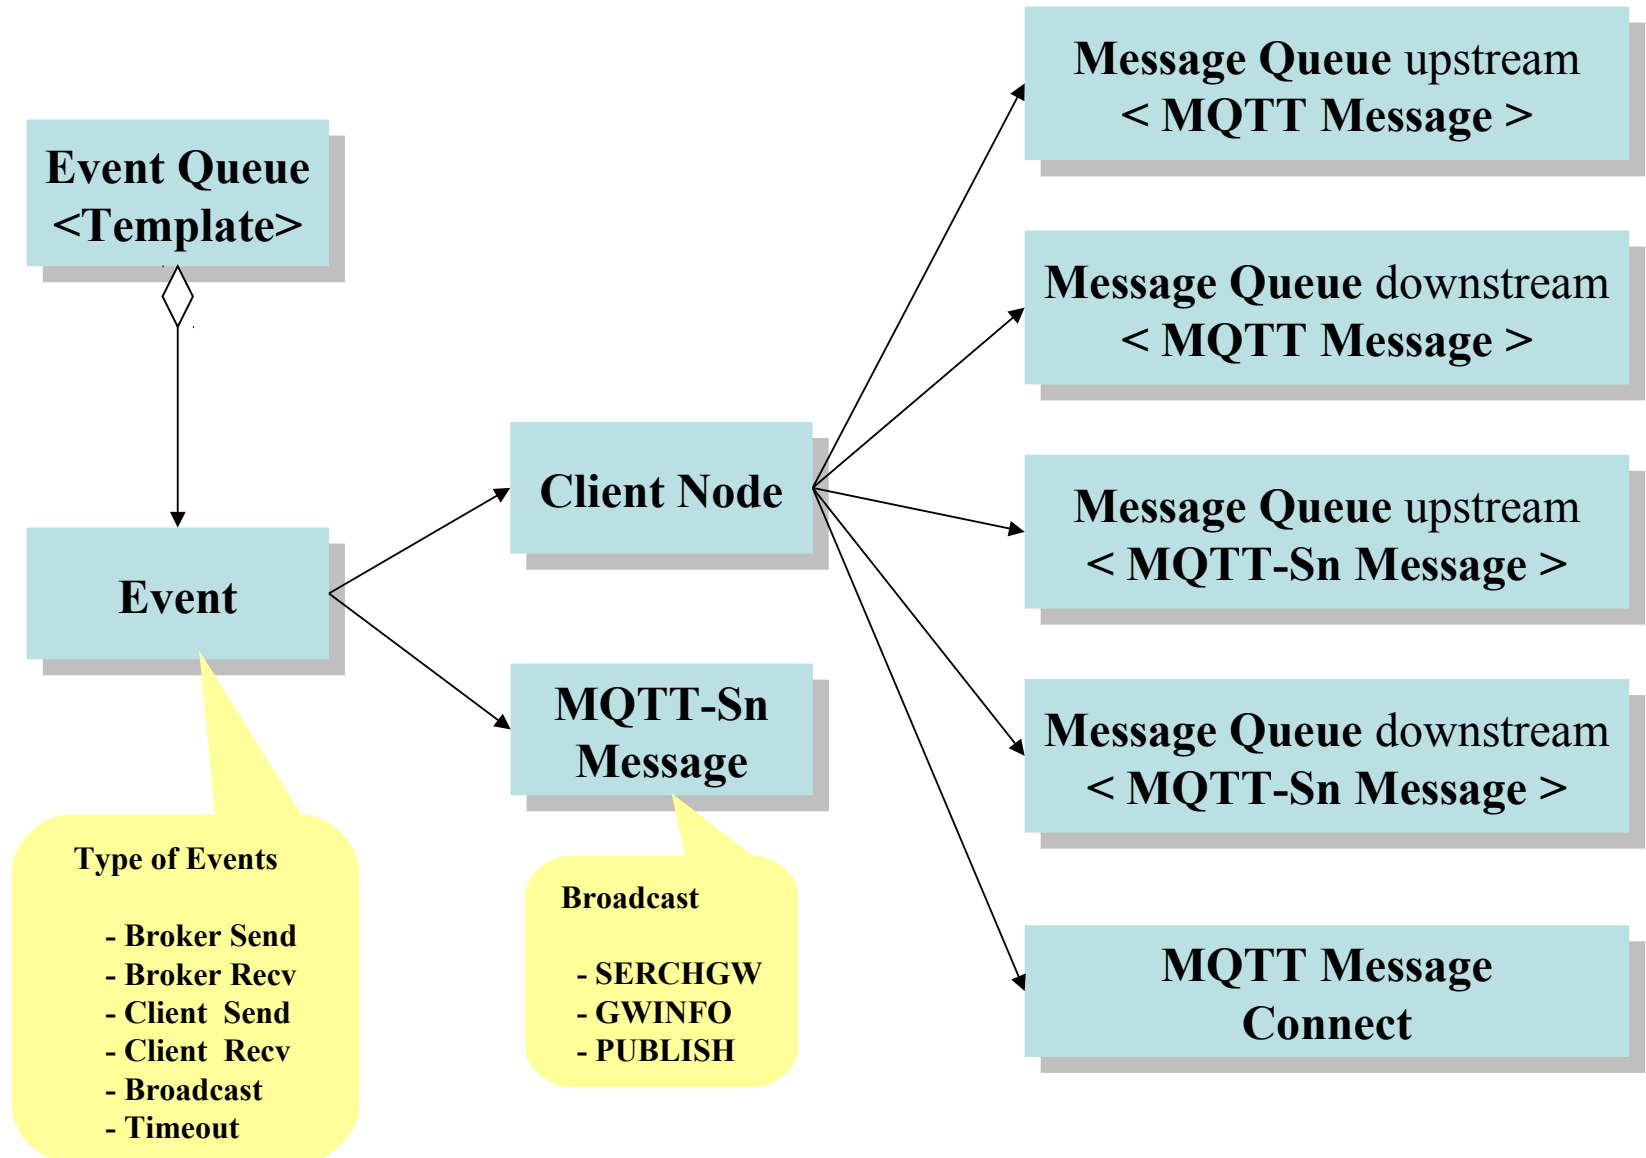 Event Queue
<Template>
Event
Type of Events
- Broker Send
- Broker Recv
- Client  Send
- Client  Recv
- Broadcast
- Timeout
Client Node
MQTT-Sn
Message
Broadcast
- SERCHGW
- GWINFO
- PUBLISH
Message Queue upstream
< MQTT Message >
Message Queue downstream
< MQTT Message >
Message Queue upstream
< MQTT-Sn Message >
Message Queue downstream
< MQTT-Sn Message >
MQTT Message
Connect